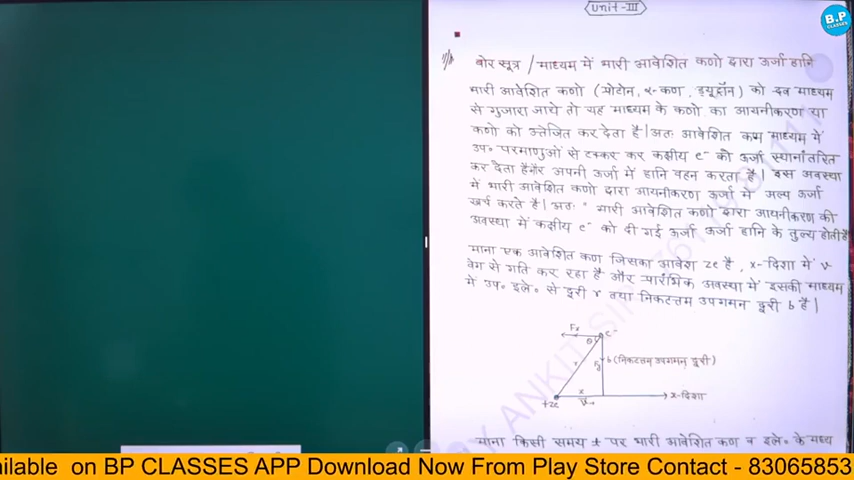 Unit-III
B.P
CLASSES
बोर सूत्र / माध्यम में भारी आवेशित कणो द्वारा ऊर्जा हानि
भारी आवेशित कणो (प्रोटोन, α-कण, ड्यूट्रॉन) को जब माध्यम
से गुजारा जाये तो यह माध्यम के कणो का आयनीकरण या
कणो को उत्तेजित कर देता है। अतः आवेशित कण माध्यम में
उप० परमाणुओं से टक्कर कर कक्षीय e⁻ को ऊर्जा स्थानांतरित
कर देता है और अपनी ऊर्जा में हानि वहन करता है। इस अवस्था
में भारी आवेशित कणो द्वारा आयनीकरण ऊर्जा में अल्प ऊर्जा
खर्च करते है। अतः " भारी आवेशित कणो द्वारा आयनीकरण की
अवस्था में कक्षीय e⁻ को दी गई ऊर्जा ऊर्जा हानि के तुल्य होती है
माना एक आवेशित कण जिसका आवेश ze है, x-दिशा में v
वेग से गति कर रहा है और प्रारंभिक अवस्था में इसकी माध्यम
में उप० इले० से दूरी r तथा निकटतम उपगमन दूरी b है।
Fx e⁻
θ
r Fy b (निकटतम उपगमन दूरी)
x
+ze x-दिशा
माना किसी समय t पर भारी आवेशित कण व इले० के मध्य
ailable on BP CLASSES APP Download Now From Play Store Contact - 83065853